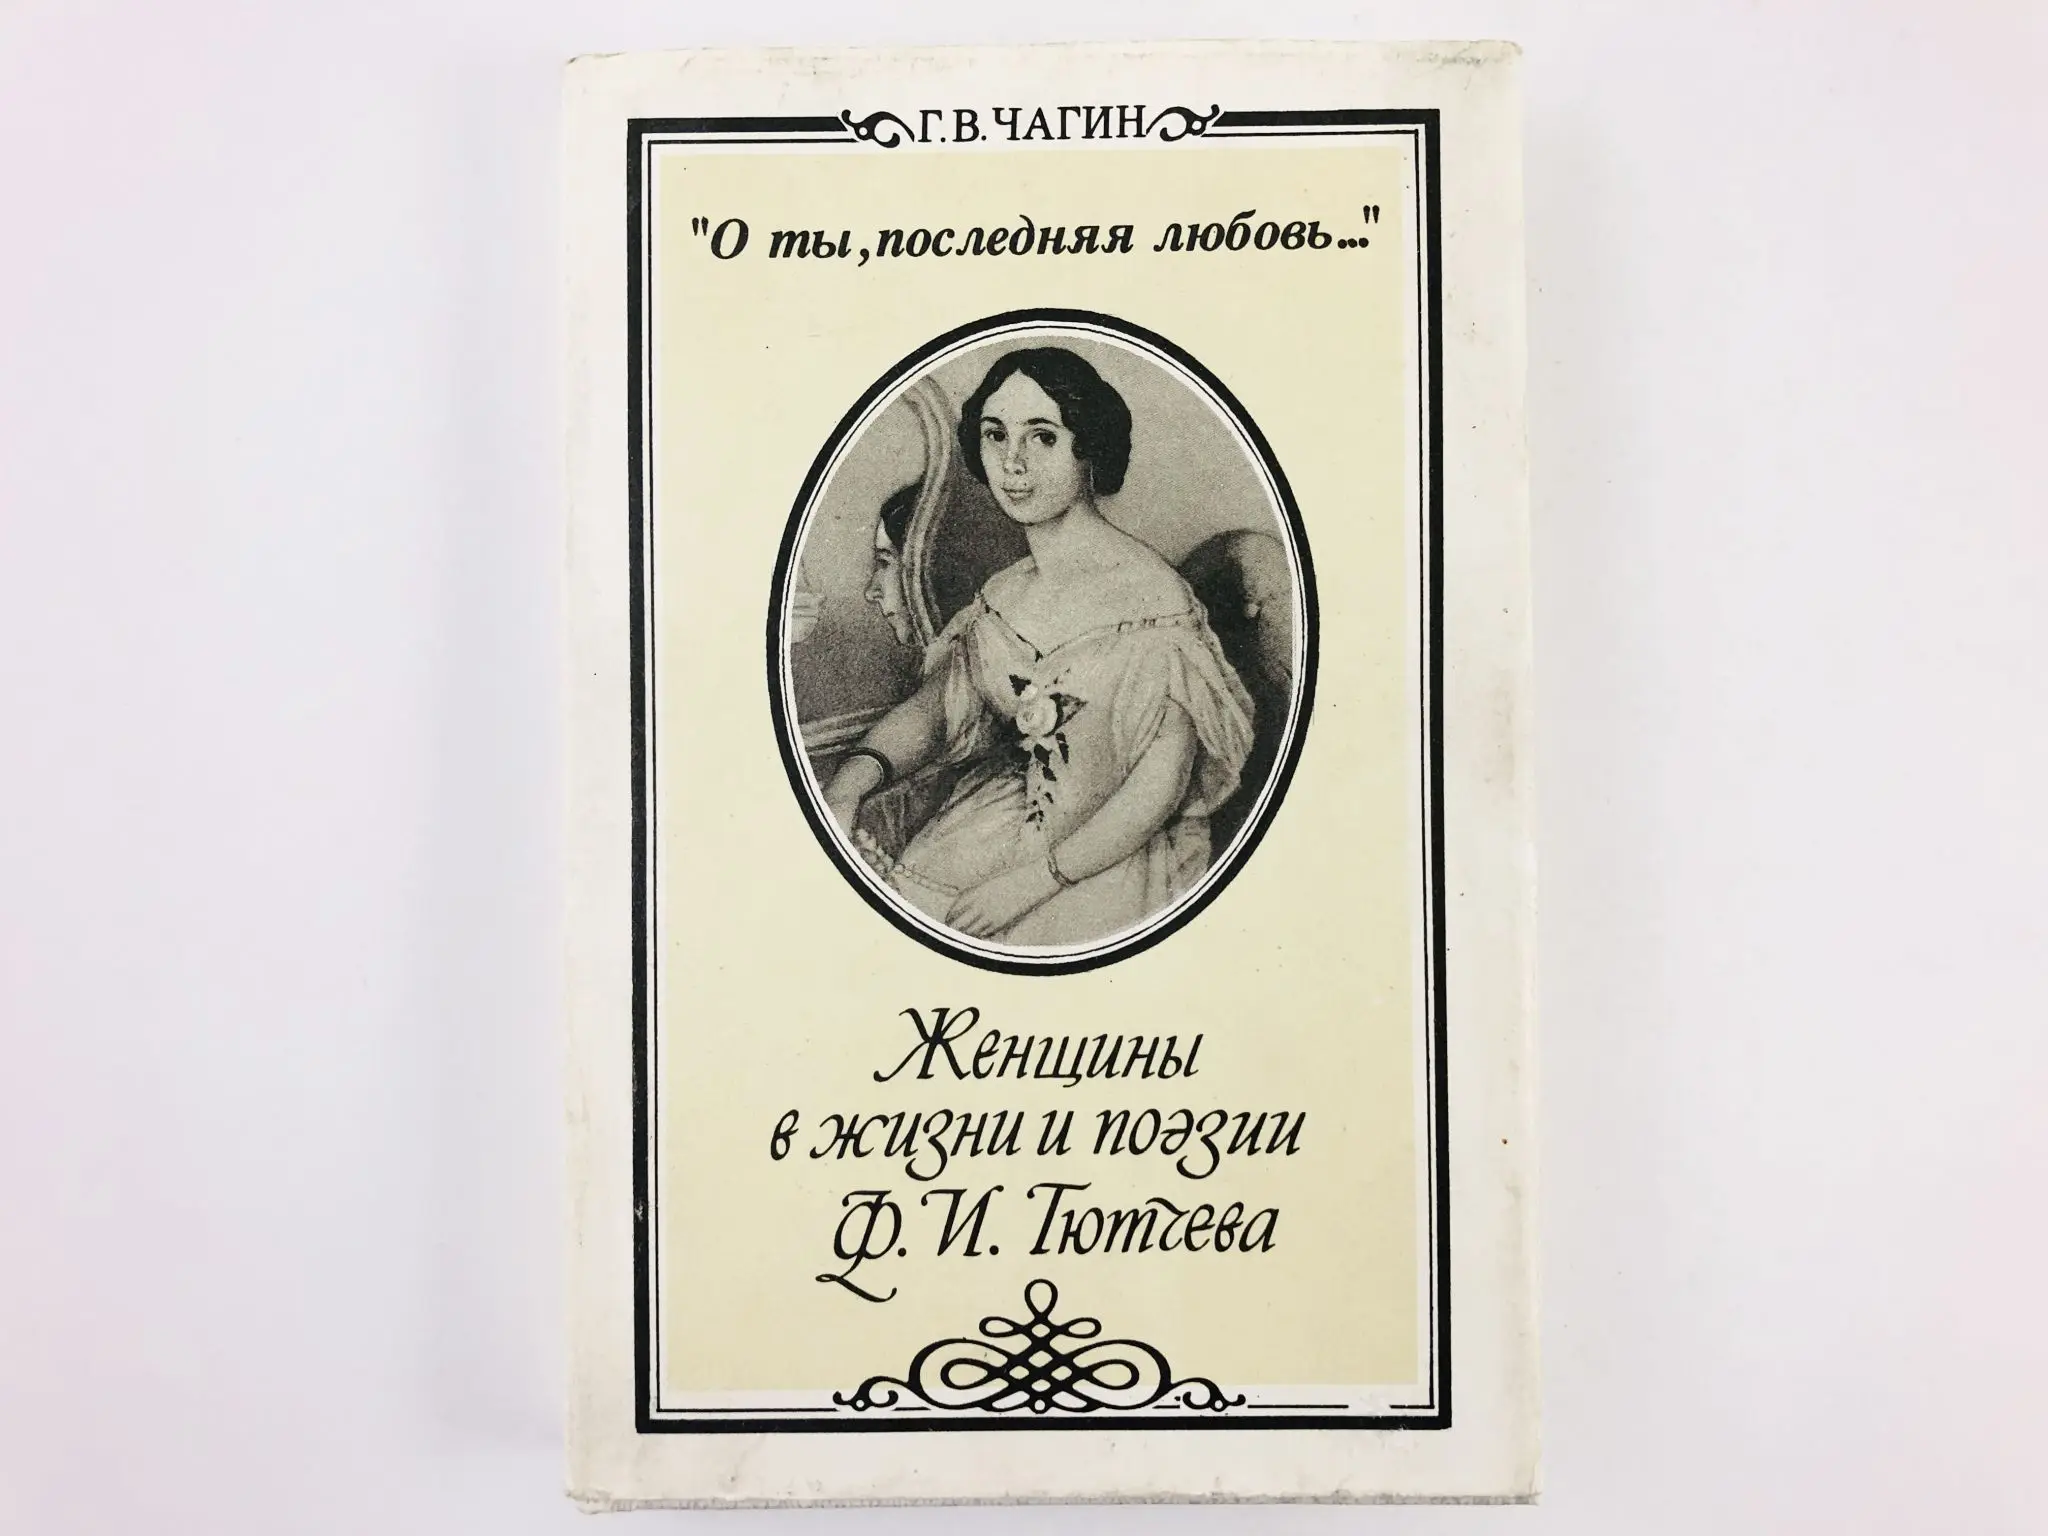 Г.В.ЧАГИН
"О ты, последняя любовь..."
Женщины
в жизни и поэзии
Ф. И. Тютчева